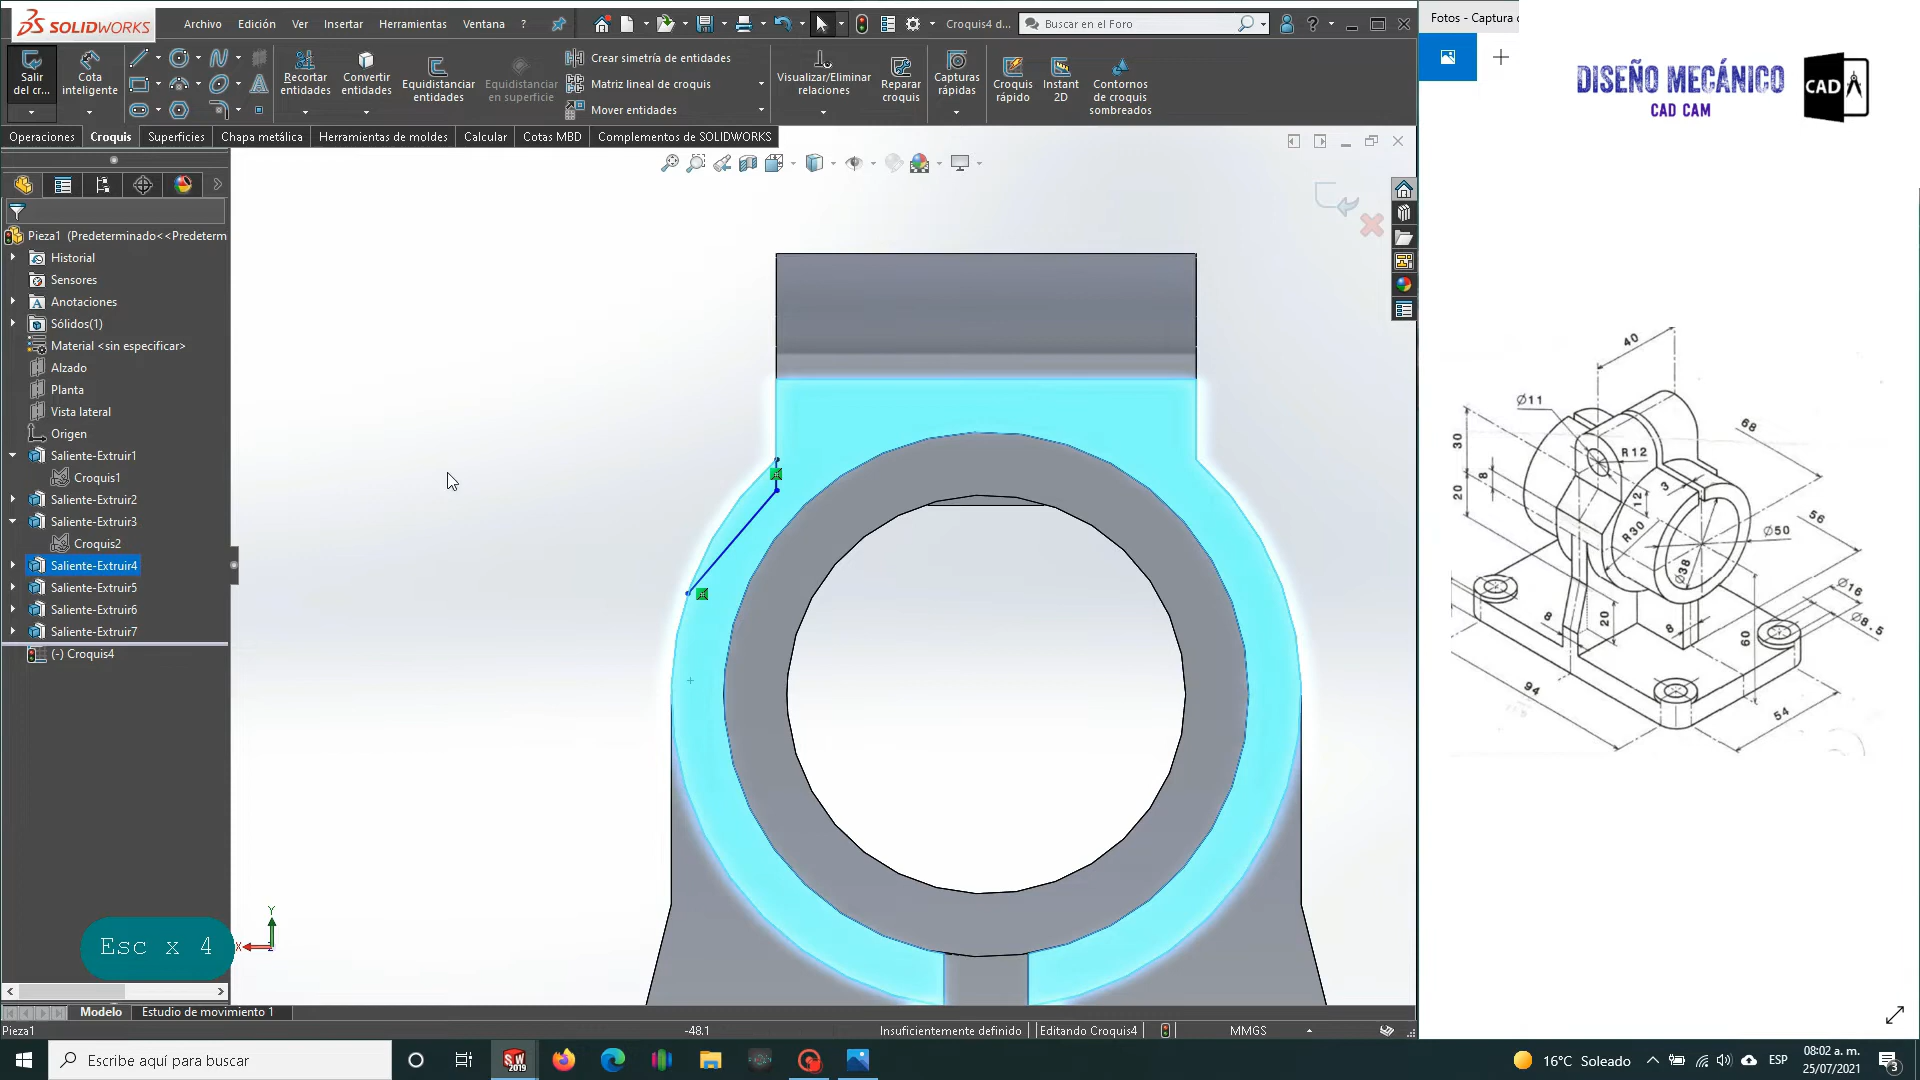 SOLIDWORKS
Archivo
Edición
Ver
Insertar
Herramientas
Ventana
?
Croquis4 d...
Buscar en el Foro
Fotos - Captura
Salir
del cr...
Cota
inteligente
Recortar
entidades
Convertir
entidades
Equidistanciar
entidades
Equidistanciar
en superficie
Crear simetría de entidades
Matriz lineal de croquis
Mover entidades
Visualizar/Eliminar
relaciones
Reparar
croquis
Capturas
rápidas
Croquis
rápido
Instant
2D
Contornos
de croquis
sombreados
DISEÑO MECÁNICO
CAD CAM
CAD
Operaciones
Croquis
Superficies
Chapa metálica
Herramientas de moldes
Calcular
Cotas MBD
Complementos de SOLIDWORKS
Pieza1 (Predeterminado<<Predeterm
Historial
Sensores
Anotaciones
Sólidos(1)
Material <sin especificar>
Alzado
Planta
Vista lateral
Origen
Saliente-Extruir1
Croquis1
Saliente-Extruir2
Saliente-Extruir3
Croquis2
Saliente-Extruir4
Saliente-Extruir5
Saliente-Extruir6
Saliente-Extruir7
(-) Croquis4
40
Ø11
68
30
R12
8
3
20
12
56
R30
Ø50
Ø38
Ø16
8
20
8
60
Ø8.5
94
54
Y
X
Esc x 4
Modelo
Estudio de movimiento 1
Pieza1
-48.1
Insuficientemente definido
Editando Croquis4
MMGS
Escribe aquí para buscar
SW
2019
16°C Soleado
ESP
08:02 a. m.
25/07/2021
3